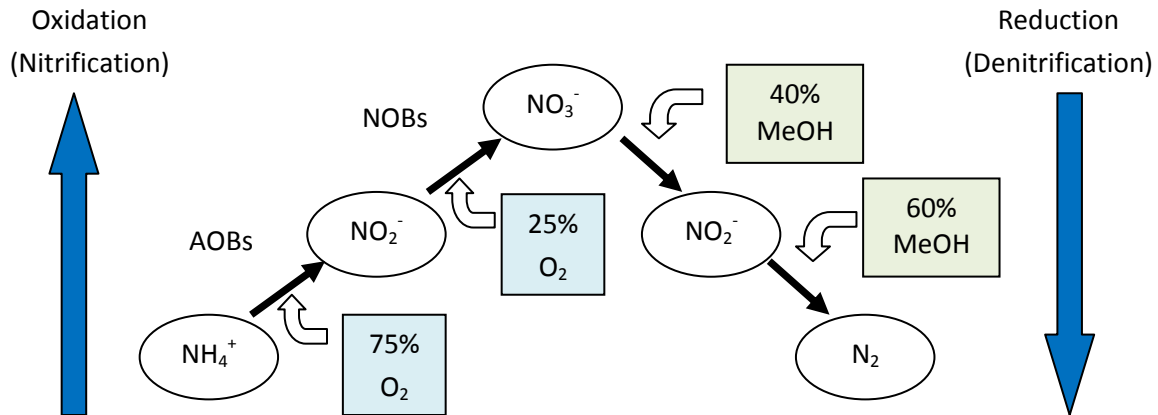 Oxidation
(Nitrification)
Reduction
(Denitrification)
NO₃⁻
40%
MeOH
NOBs
NO₂⁻
25%
O₂
NO₂⁻
60%
MeOH
AOBs
NH₄⁺
75%
O₂
N₂